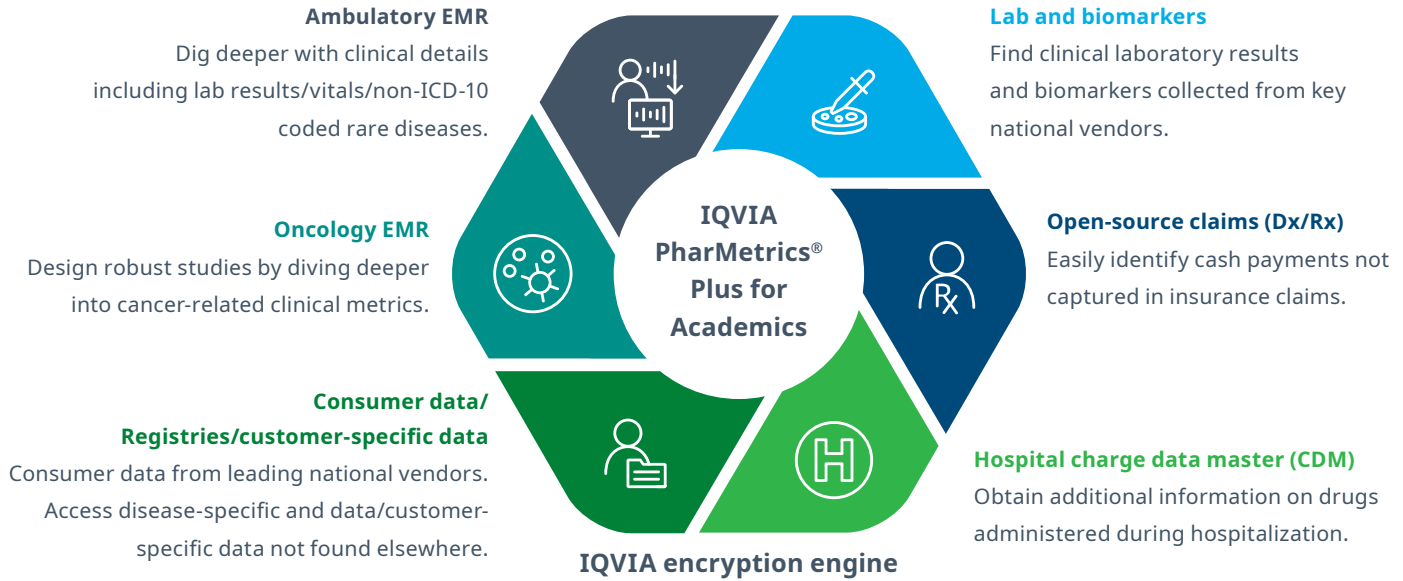 Ambulatory EMR
Dig deeper with clinical details
including lab results/vitals/non-ICD-10
coded rare diseases.
Lab and biomarkers
Find clinical laboratory results
and biomarkers collected from key
national vendors.
Oncology EMR
Design robust studies by diving deeper
into cancer-related clinical metrics.
IQVIA
PharMetrics®
Plus for
Academics
Open-source claims (Dx/Rx)
Easily identify cash payments not
captured in insurance claims.
Rx
Consumer data/
Registries/customer-specific data
Consumer data from leading national vendors.
Access disease-specific and data/customer-
specific data not found elsewhere.
H
Hospital charge data master (CDM)
Obtain additional information on drugs
administered during hospitalization.
IQVIA encryption engine